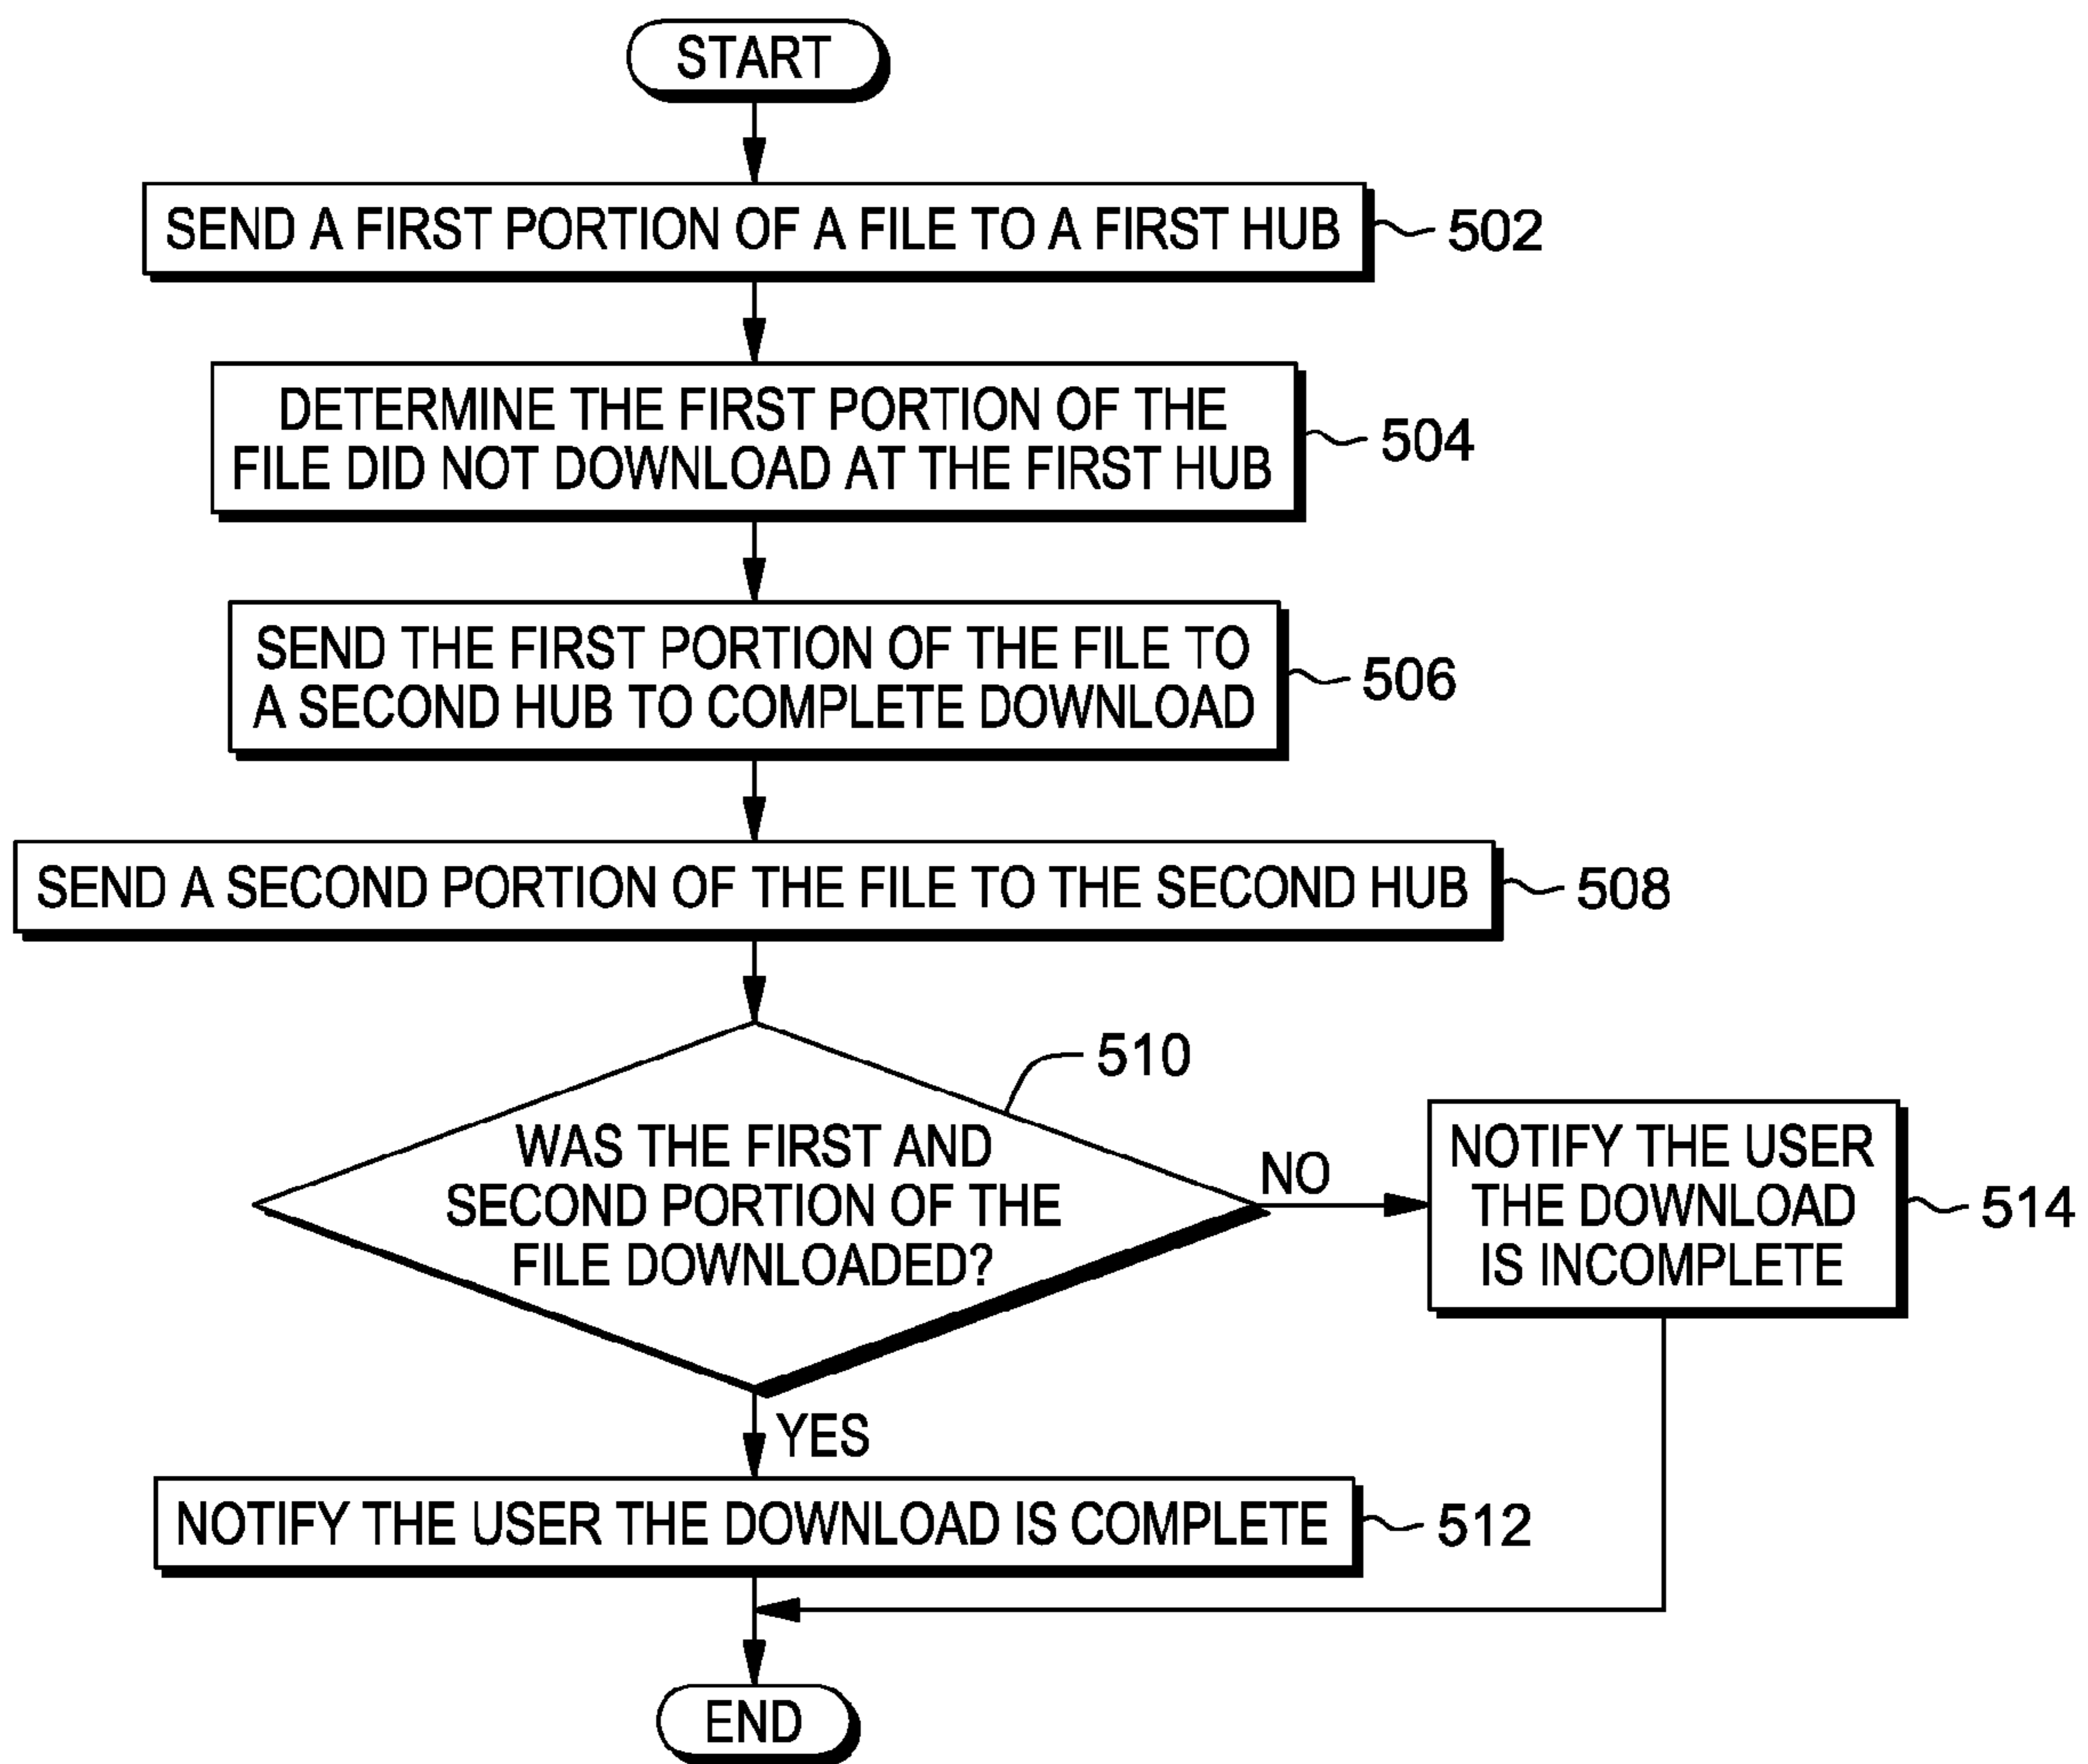 START
SEND A FIRST PORTION OF A FILE TO A FIRST HUB
502
DETERMINE THE FIRST PORTION OF THE
FILE DID NOT DOWNLOAD AT THE FIRST HUB
504
SEND THE FIRST PORTION OF THE FILE TO
A SECOND HUB TO COMPLETE DOWNLOAD
506
SEND A SECOND PORTION OF THE FILE TO THE SECOND HUB
508
510
WAS THE FIRST AND
SECOND PORTION OF THE
FILE DOWNLOADED?
NO
NOTIFY THE USER
THE DOWNLOAD
IS INCOMPLETE
514
YES
NOTIFY THE USER THE DOWNLOAD IS COMPLETE
512
END